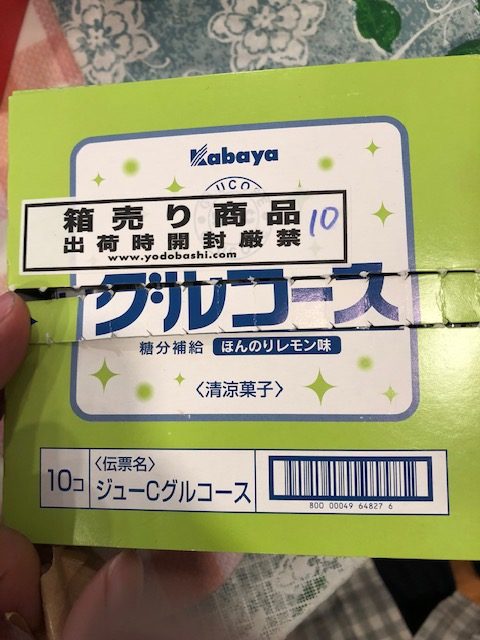 Kabaya
箱売り商品
出荷時開封厳禁
www.yodobashi.com
10
グルコース
糖分補給 ほんのりレモン味
〈清涼菓子〉
10コ
〈伝票名〉
ジューCグルコース
800 00049 64827 6